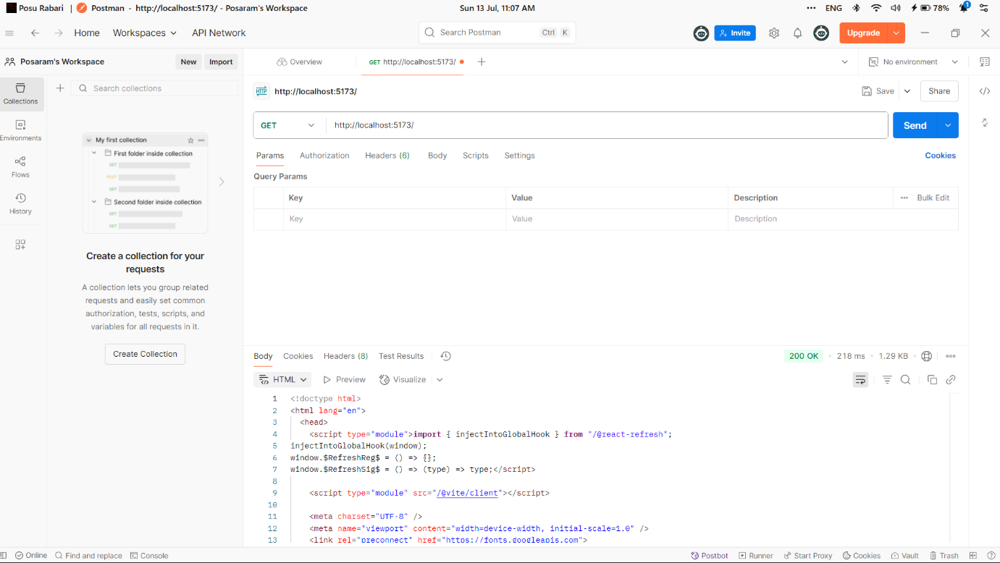 Posu Rabari | Postman - http://localhost:5173/ - Posaram's Workspace Sun 13 Jul, 11:07 AM ENG 78% 1
Home Workspaces API Network Search Postman Ctrl K Invite Upgrade
Posaram's Workspace New Import Overview GET http://localhost:5173/ No environment
Collections Search collections HTTP http://localhost:5173/ Save Share
Environments
Flows
History
My first collection
First folder inside collection
GET
POST
GET
Second folder inside collection
GET
GET
Create a collection for your
requests
A collection lets you group related
requests and easily set common
authorization, tests, scripts, and
variables for all requests in it.
Create Collection
GET http://localhost:5173/ Send
Params Authorization Headers (6) Body Scripts Settings Cookies
Query Params
Key Value Description Bulk Edit
Key Value Description
Body Cookies Headers (8) Test Results 200 OK 218 ms 1.29 KB
HTML Preview Visualize
1 <!doctype html>
2 <html lang="en">
3 <head>
4 <script type="module">import { injectIntoGlobalHook } from "/@react-refresh";
5 injectIntoGlobalHook(window);
6 window.$RefreshReg$ = () => {};
7 window.$RefreshSig$ = () => (type) => type;</script>
8
9 <script type="module" src="/@vite/client"></script>
10
11 <meta charset="UTF-8" />
12 <meta name="viewport" content="width=device-width, initial-scale=1.0" />
13 <link rel="preconnect" href="https://fonts.googleapis.com">
Online Find and replace Console Postbot Runner Start Proxy Cookies Vault Trash